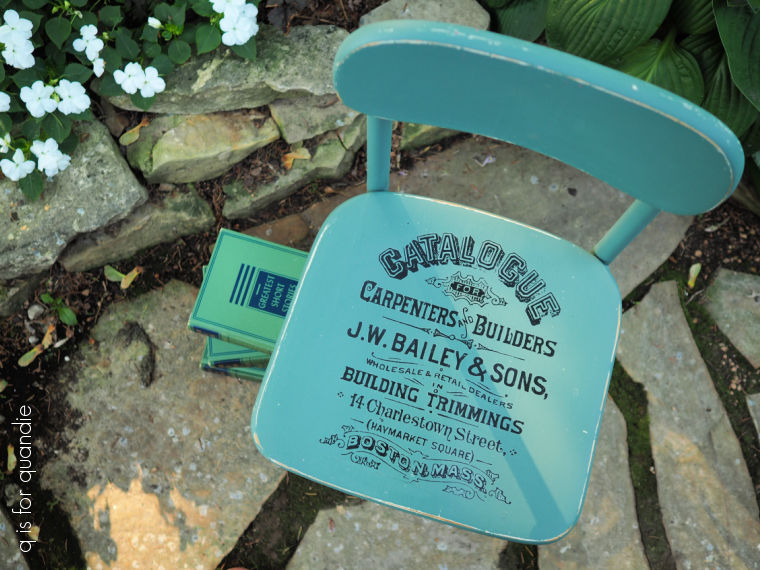 CATALOGUE
FOR
CARPENTERS AND BUILDERS
J.W. BAILEY & SONS,
WHOLESALE & RETAIL DEALERS
IN
BUILDING TRIMMINGS
14 Charlestown Street,
(HAYMARKET SQUARE)
BOSTON, MASS.
GREATEST
SHORT
STORIES
q is for quandie